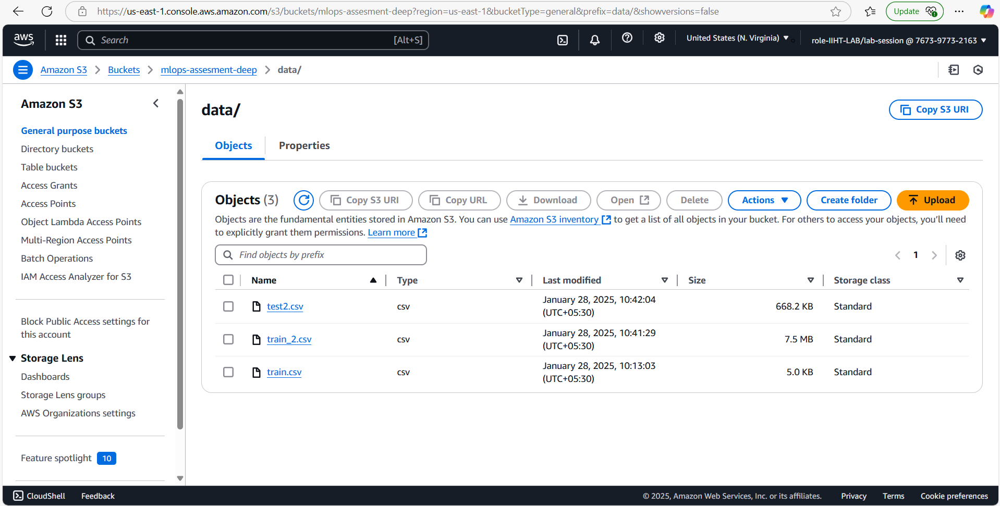 https://us-east-1.console.aws.amazon.com/s3/buckets/mlops-assesment-deep?region=us-east-1&bucketType=general&prefix=data/&showversions=false
Update
aws
Search
[Alt+S]
United States (N. Virginia)
role-IIHT-LAB/lab-session @ 7673-9773-2163
Amazon S3
Buckets
mlops-assesment-deep
data/
Amazon S3
General purpose buckets
Directory buckets
Table buckets
Access Grants
Access Points
Object Lambda Access Points
Multi-Region Access Points
Batch Operations
IAM Access Analyzer for S3
Block Public Access settings for
this account
Storage Lens
Dashboards
Storage Lens groups
AWS Organizations settings
Feature spotlight 10
data/
Copy S3 URI
Objects
Properties
Objects (3)
Copy S3 URI
Copy URL
Download
Open
Delete
Actions
Create folder
Upload
Objects are the fundamental entities stored in Amazon S3. You can use Amazon S3 inventory to get a list of all objects in your bucket. For others to access your objects, you'll need
to explicitly grant them permissions. Learn more
Find objects by prefix
1
Name Type Last modified Size Storage class
test2.csv csv January 28, 2025, 10:42:04 (UTC+05:30) 668.2 KB Standard
train_2.csv csv January 28, 2025, 10:41:29 (UTC+05:30) 7.5 MB Standard
train.csv csv January 28, 2025, 10:13:03 (UTC+05:30) 5.0 KB Standard
CloudShell
Feedback
© 2025, Amazon Web Services, Inc. or its affiliates.
Privacy
Terms
Cookie preferences